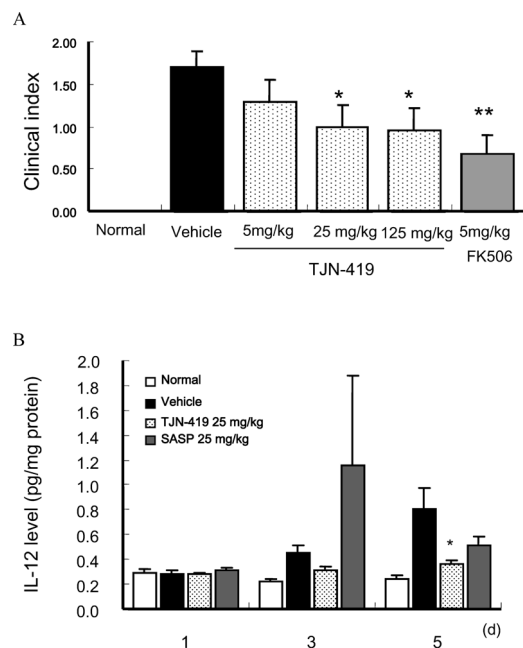 A
2.00
1.50
1.00
0.50
0.00
Clinical index
* * **
Normal Vehicle 5mg/kg 25 mg/kg 125 mg/kg 5mg/kg
TJN-419 FK506
B
2.0
1.8
1.6
1.4
1.2
1.0
0.8
0.6
0.4
0.2
0.0
IL-12 level (pg/mg protein)
Normal
Vehicle
TJN-419 25 mg/kg
SASP 25 mg/kg
*
1 3 5 (d)